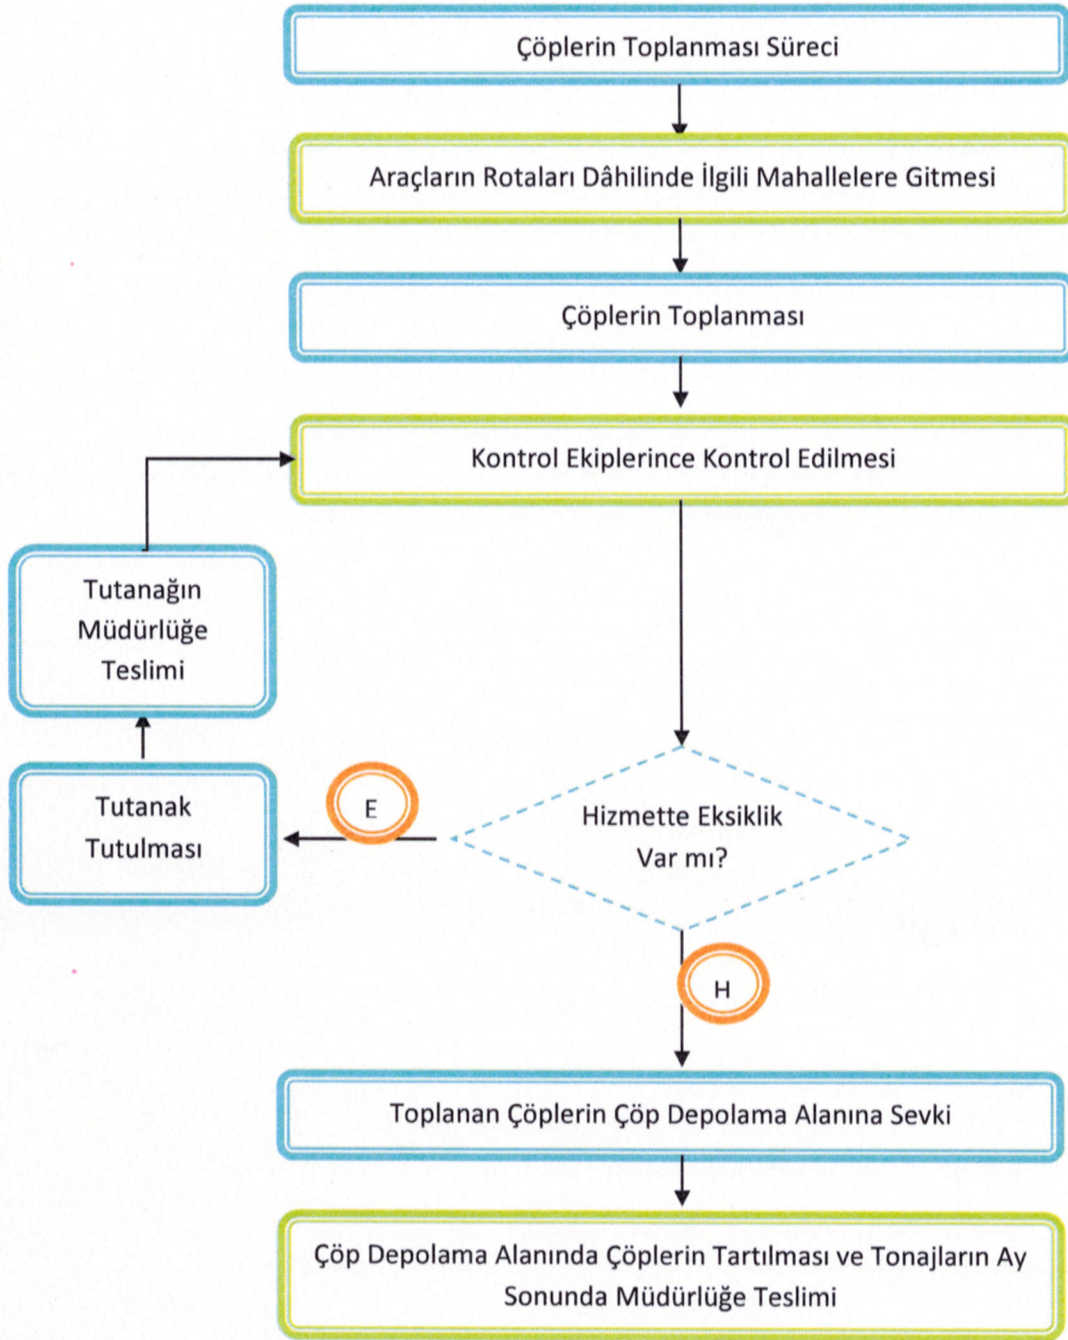 Çöplerin Toplanması Süreci
Araçların Rotaları Dâhilinde İlgili Mahallelere Gitmesi
Çöplerin Toplanması
Kontrol Ekiplerince Kontrol Edilmesi
Tutanağın
Müdürlüğe
Teslimi
Tutanak
Tutulması
E
Hizmette Eksiklik
Var mı?
H
Toplanan Çöplerin Çöp Depolama Alanına Sevki
Çöp Depolama Alanında Çöplerin Tartılması ve Tonajların Ay
Sonunda Müdürlüğe Teslimi